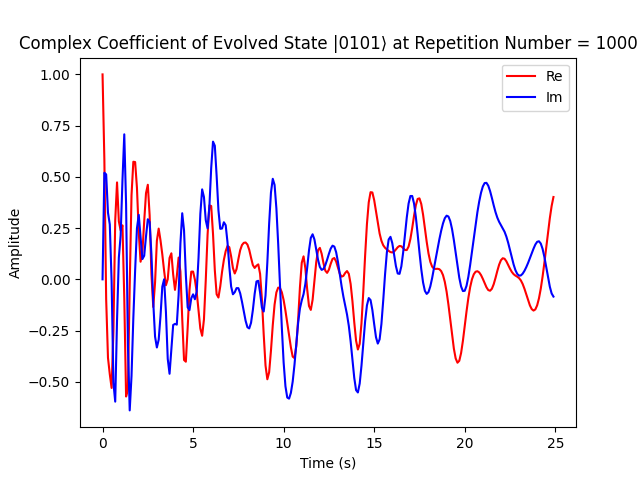 Complex Coefficient of Evolved State |0101⟩ at Repetition Number = 1000
Re
Im
1.00
0.75
0.50
0.25
0.00
−0.25
−0.50
Amplitude
0
5
10
15
20
25
Time (s)